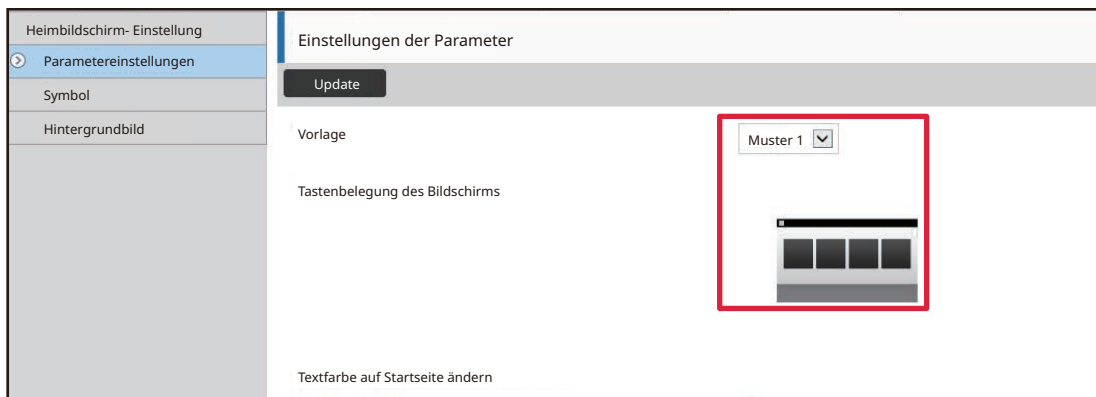 Heimbildschirm- Einstellung
Parametereinstellungen
Symbol
Hintergrundbild
Einstellungen der Parameter
Update
Vorlage
Muster 1
Tastenbelegung des Bildschirms
Textfarbe auf Startseite ändern